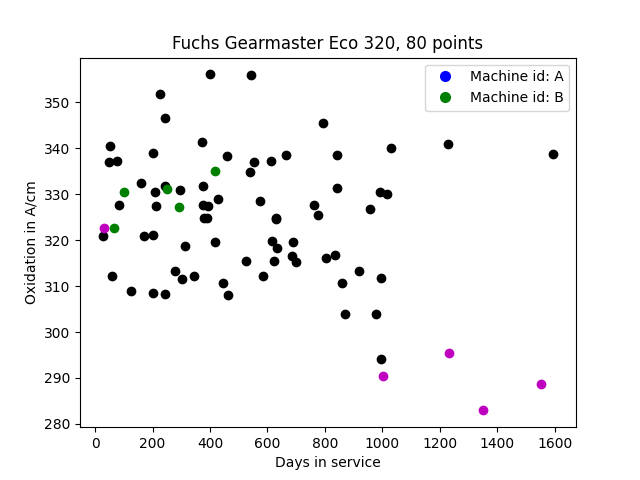 Fuchs Gearmaster Eco 320, 80 points
Machine id: A
Machine id: B
Oxidation in A/cm
350
340
330
320
310
300
290
280
0 200 400 600 800 1000 1200 1400 1600
Days in service